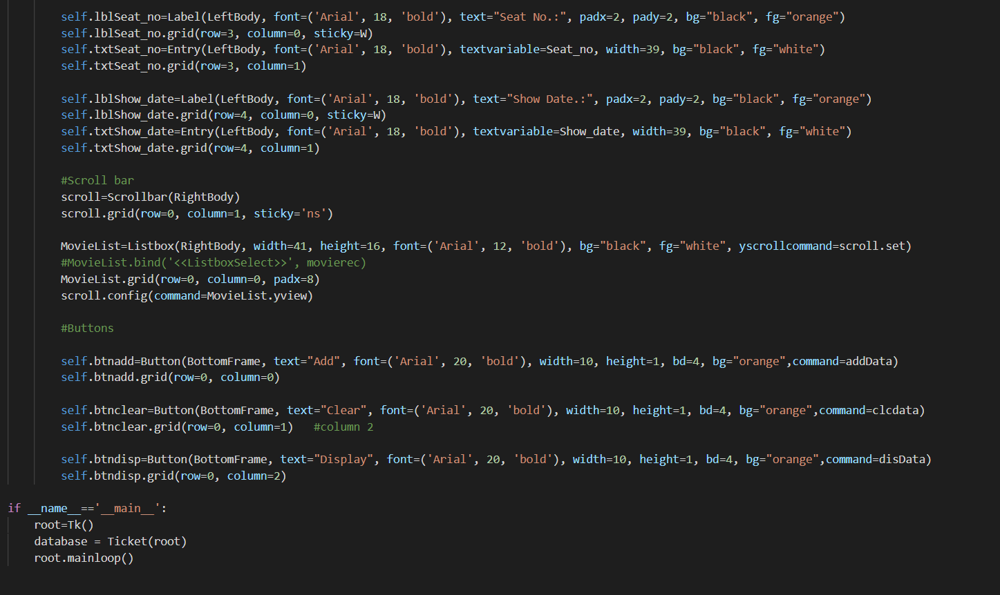 self.lblSeat_no=Label(LeftBody, font=('Arial', 18, 'bold'), text="Seat No.:", padx=2, pady=2, bg="black", fg="orange")
self.lblSeat_no.grid(row=3, column=0, sticky=W)
self.txtSeat_no=Entry(LeftBody, font=('Arial', 18, 'bold'), textvariable=Seat_no, width=39, bg="black", fg="white")
self.txtSeat_no.grid(row=3, column=1)
self.lblShow_date=Label(LeftBody, font=('Arial', 18, 'bold'), text="Show Date.:", padx=2, pady=2, bg="black", fg="orange")
self.lblShow_date.grid(row=4, column=0, sticky=W)
self.txtShow_date=Entry(LeftBody, font=('Arial', 18, 'bold'), textvariable=Show_date, width=39, bg="black", fg="white")
self.txtShow_date.grid(row=4, column=1)
#Scroll bar
scroll=Scrollbar(RightBody)
scroll.grid(row=0, column=1, sticky='ns')
MovieList=Listbox(RightBody, width=41, height=16, font=('Arial', 12, 'bold'), bg="black", fg="white", yscrollcommand=scroll.set)
#MovieList.bind('<<ListboxSelect>>', movierec)
MovieList.grid(row=0, column=0, padx=8)
scroll.config(command=MovieList.yview)
#Buttons
self.btnadd=Button(BottomFrame, text="Add", font=('Arial', 20, 'bold'), width=10, height=1, bd=4, bg="orange",command=addData)
self.btnadd.grid(row=0, column=0)
self.btnclear=Button(BottomFrame, text="Clear", font=('Arial', 20, 'bold'), width=10, height=1, bd=4, bg="orange",command=clcdata)
self.btnclear.grid(row=0, column=1)   #column 2
self.btndisp=Button(BottomFrame, text="Display", font=('Arial', 20, 'bold'), width=10, height=1, bd=4, bg="orange",command=disData)
self.btndisp.grid(row=0, column=2)
if __name__=='__main__':
root=Tk()
database = Ticket(root)
root.mainloop()